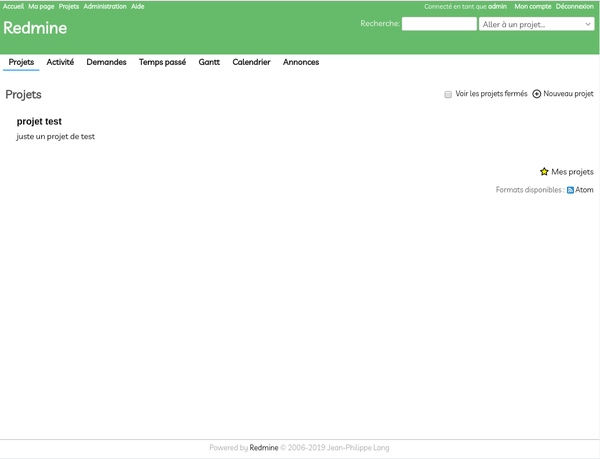 Accueil Ma page Projets Administration Aide Connecté en tant que admin Mon compte Déconnexion
Redmine Recherche: Aller à un projet...
Projets Activité Demandes Temps passé Gantt Calendrier Annonces
Projets Voir les projets fermés Nouveau projet
projet test
juste un projet de test
Mes projets
Formats disponibles : Atom
Powered by Redmine © 2006-2019 Jean-Philippe Lang